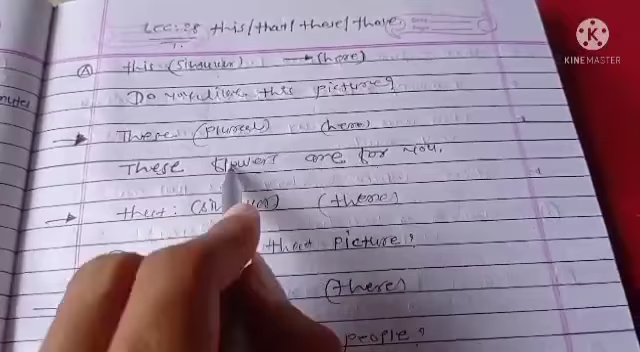 Lec:28 this/that/these/those
KINEMASTER
A this (singular) → (here)
Do you like this picture?
→ These (plural) (here)
These flowers are for you.
→ that: (singular) (there)
that picture?
(there)
people?